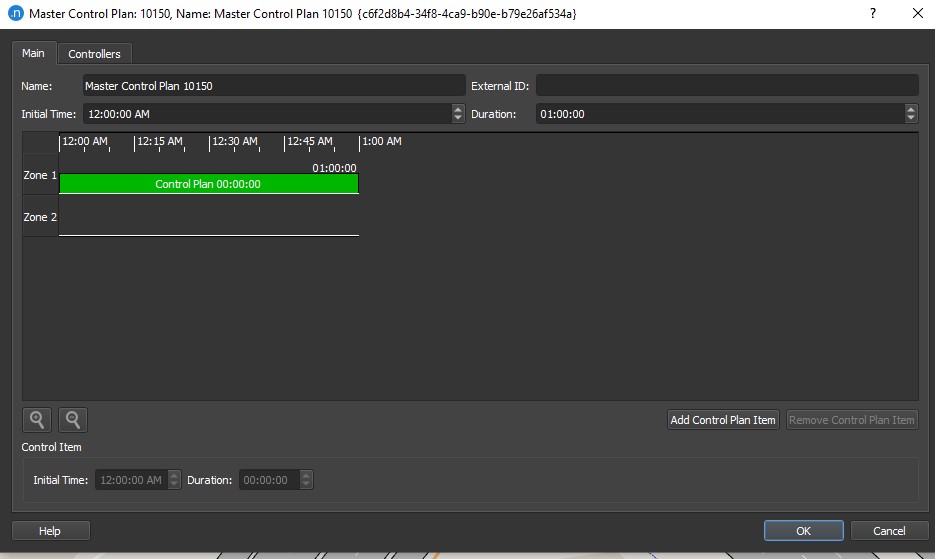 .n Master Control Plan: 10150, Name: Master Control Plan 10150 {c6f2d8b4-34f8-4ca9-b90e-b79e26af534a} ? ×
Main Controllers
Name: Master Control Plan 10150 External ID:
Initial Time: 12:00:00 AM Duration: 01:00:00
12:00 AM 12:15 AM 12:30 AM 12:45 AM 1:00 AM
01:00:00
Zone 1
Control Plan 00:00:00
Zone 2
Add Control Plan Item Remove Control Plan Item
Control Item
Initial Time: 12:00:00 AM Duration: 00:00:00
Help OK Cancel